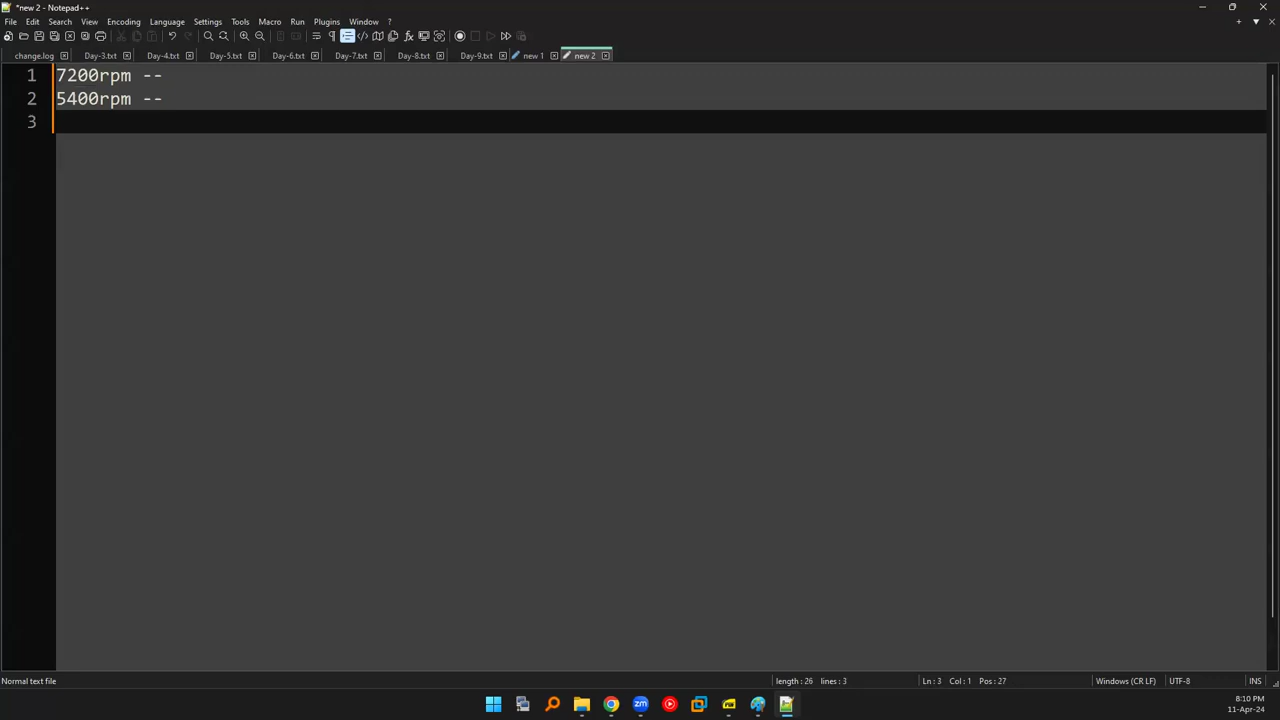 *new 2 - Notepad++
File Edit Search View Encoding Language Settings Tools Macro Run Plugins Window ?
change.log Day-3.txt Day-4.txt Day-5.txt Day-6.txt Day-7.txt Day-8.txt Day-9.txt new 1 new 2
1 7200rpm --
2 5400rpm --
3
Normal text file length : 26 lines : 3 Ln : 3 Col : 1 Pos : 27 Windows (CR LF) UTF-8 INS
zm
8:10 PM
11-Apr-24